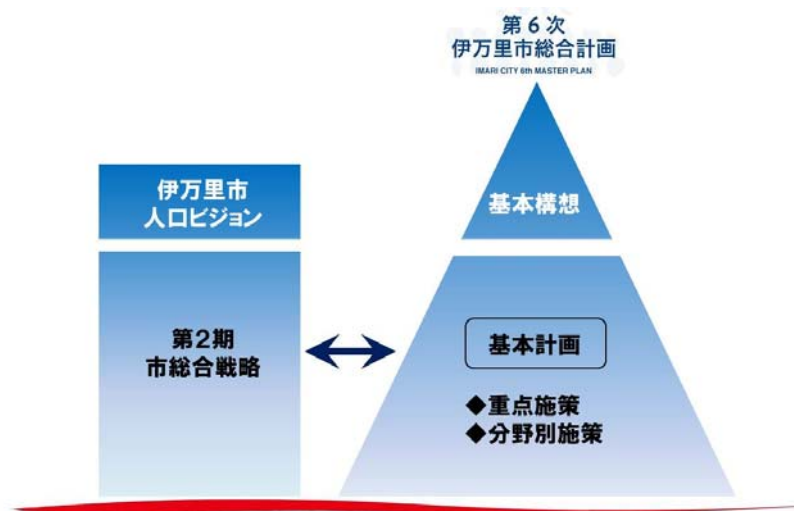 第6次
伊万里市総合計画
IMARI CITY 6th MASTER PLAN
伊万里市
人口ビジョン
基本構想
第2期
市総合戦略
基本計画
◆重点施策
◆分野別施策